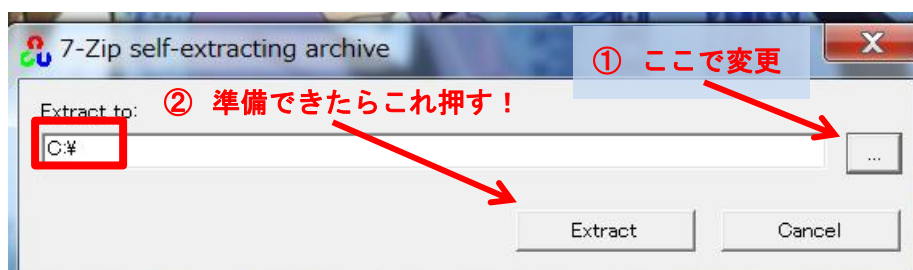 7-Zip self-extracting archive
① ここで変更
Extract to:
② 準備できたらこれ押す！
C:¥
...
Extract
Cancel